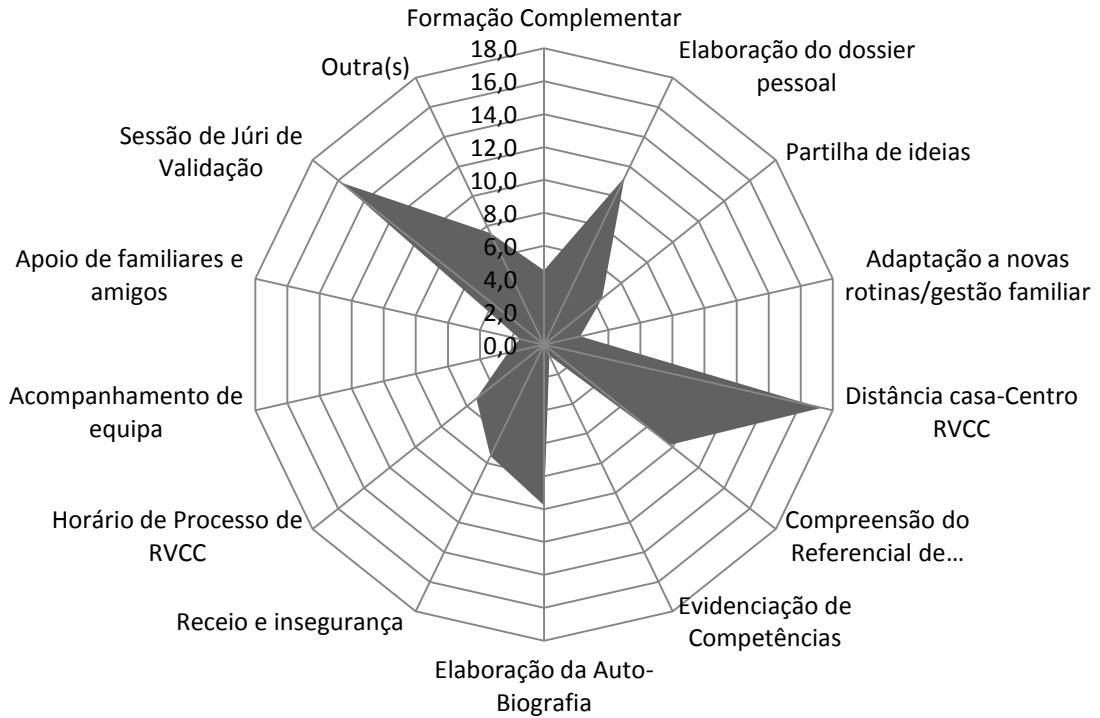 Formação Complementar
Elaboração do dossier
pessoal
Partilha de ideias
Adaptação a novas
rotinas/gestão familiar
Distância casa-Centro
RVCC
Compreensão do
Referencial de...
Evidenciação de
Competências
Elaboração da Auto-
Biografia
Receio e insegurança
Horário de Processo de
RVCC
Acompanhamento de
equipa
Apoio de familiares e
amigos
Sessão de Júri de
Validação
Outra(s)
18,0
16,0
14,0
12,0
10,0
8,0
6,0
4,0
2,0
0,0